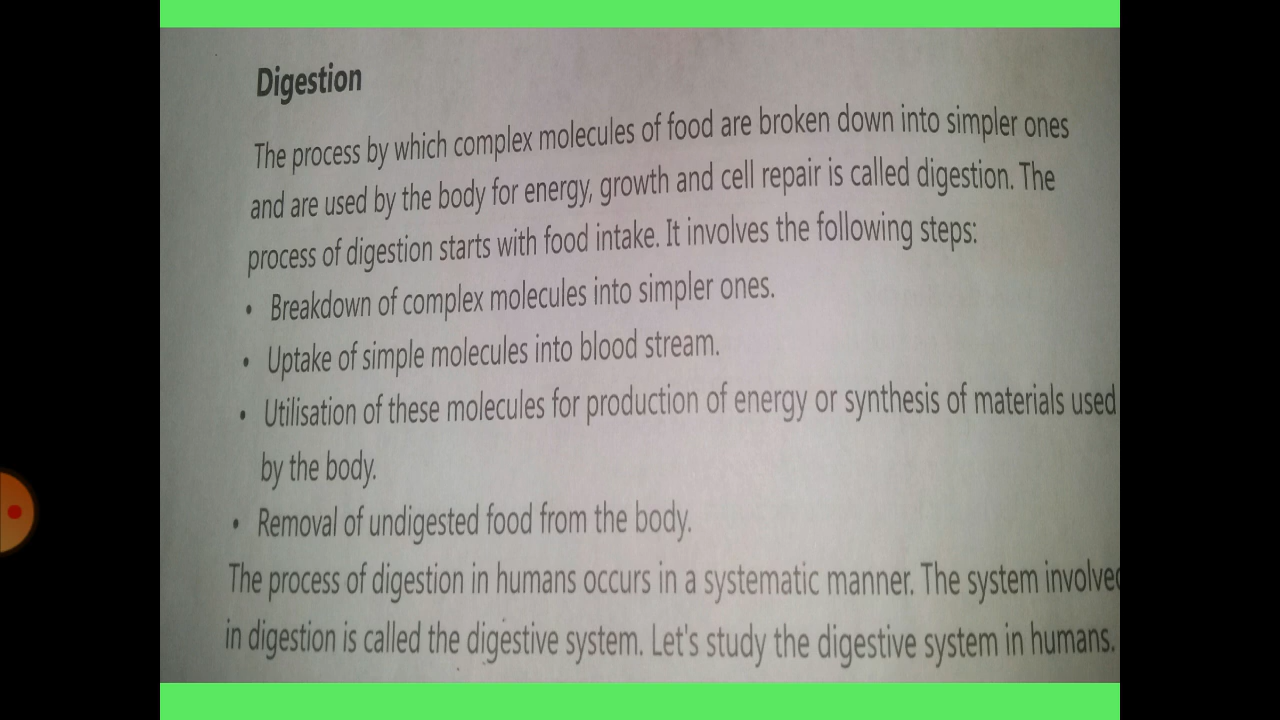 Digestion
The process by which complex molecules of food are broken down into simpler ones
and are used by the body for energy, growth and cell repair is called digestion. The
process of digestion starts with food intake. It involves the following steps:
• Breakdown of complex molecules into simpler ones.
• Uptake of simple molecules into blood stream.
• Utilisation of these molecules for production of energy or synthesis of materials used
by the body.
• Removal of undigested food from the body.
The process of digestion in humans occurs in a systematic manner. The system involved
in digestion is called the digestive system. Let's study the digestive system in humans.